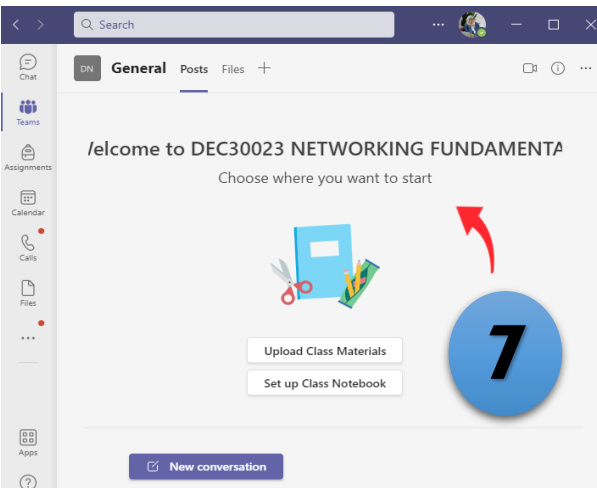 Search
Chat
Teams
Assignments
Calendar
Calls
Files
Apps
DN General Posts Files
elcome to DEC30023 NETWORKING FUNDAMENTA
Choose where you want to start
7
Upload Class Materials
Set up Class Notebook
New conversation